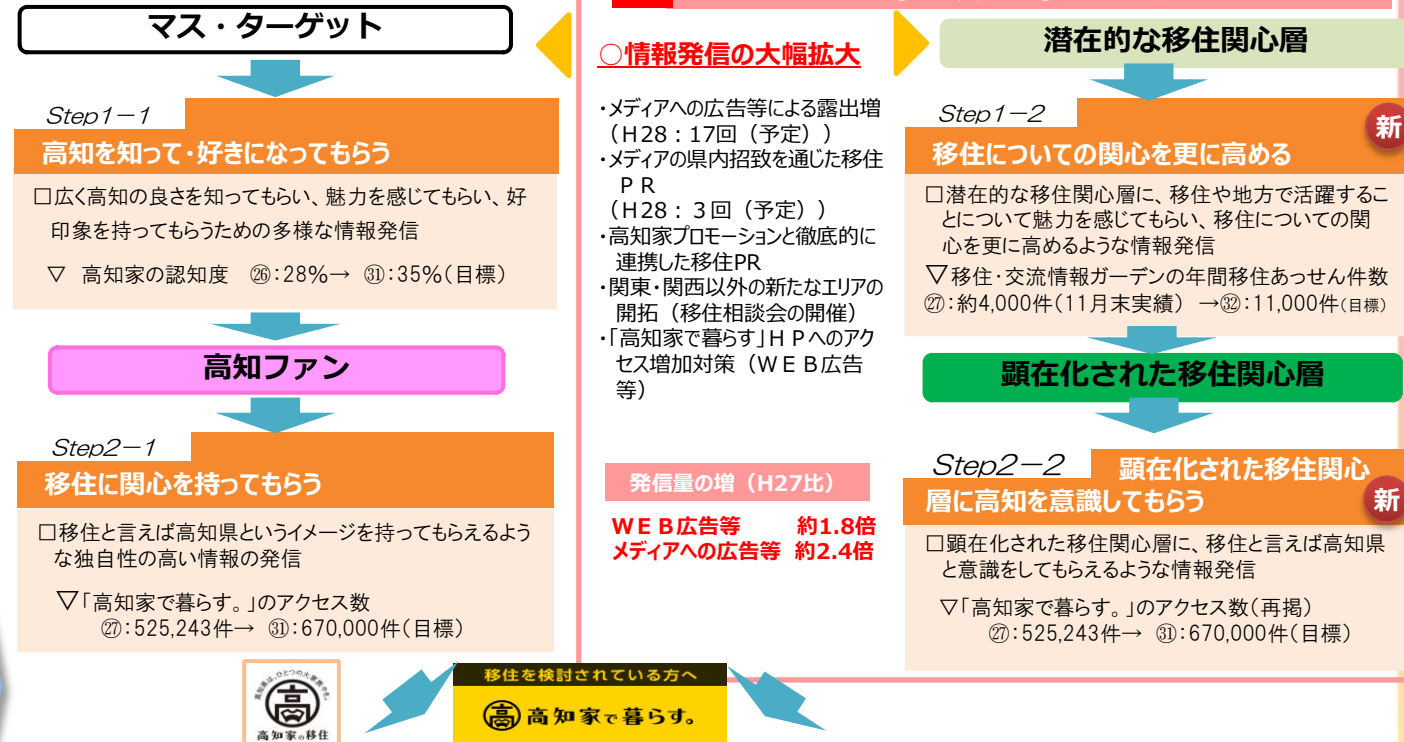 マス・ターゲット
Step1－1
高知を知って・好きになってもらう
□広く高知の良さを知ってもらい、魅力を感じてもらい、好
印象を持ってもらうための多様な情報発信
▽ 高知家の認知度 ㉖：28％→ ㉛：35％(目標)
高知ファン
Step2－1
移住に関心を持ってもらう
□移住と言えば高知県というイメージを持ってもらえるよう
な独自性の高い情報の発信
▽「高知家で暮らす。」のアクセス数
㉗：525,243件→ ㉛：670,000件(目標)
○情報発信の大幅拡大
・メディアへの広告等による露出増
（H28：17回（予定））
・メディアの県内招致を通じた移住
ＰＲ
（H28：３回（予定））
・高知家プロモーションと徹底的に
連携した移住PR
・関東・関西以外の新たなエリアの
開拓（移住相談会の開催）
・「高知家で暮らす」ＨＰへのアク
セス増加対策（ＷＥＢ広告
等）
発信量の増（H27比）
ＷＥＢ広告等 約1.8倍
メディアへの広告等 約2.4倍
潜在的な移住関心層
Step1－2
新
移住についての関心を更に高める
□潜在的な移住関心層に、移住や地方で活躍するこ
とについて魅力を感じてもらい、移住についての関
心を更に高めるような情報発信
▽移住・交流情報ガーデンの年間移住あっせん件数
㉗：約4,000件(11月末実績) →㉜：11,000件(目標)
顕在化された移住関心層
Step2－2 顕在化された移住関心
層に高知を意識してもらう
新
□顕在化された移住関心層に、移住と言えば高知県
と意識をしてもらえるような情報発信
▽「高知家で暮らす。」のアクセス数(再掲)
㉗：525,243件→ ㉛：670,000件(目標)
高知県は、ひとつの大家族やき。
高
高知家の移住
移住を検討されている方へ
高 高知家で暮らす。